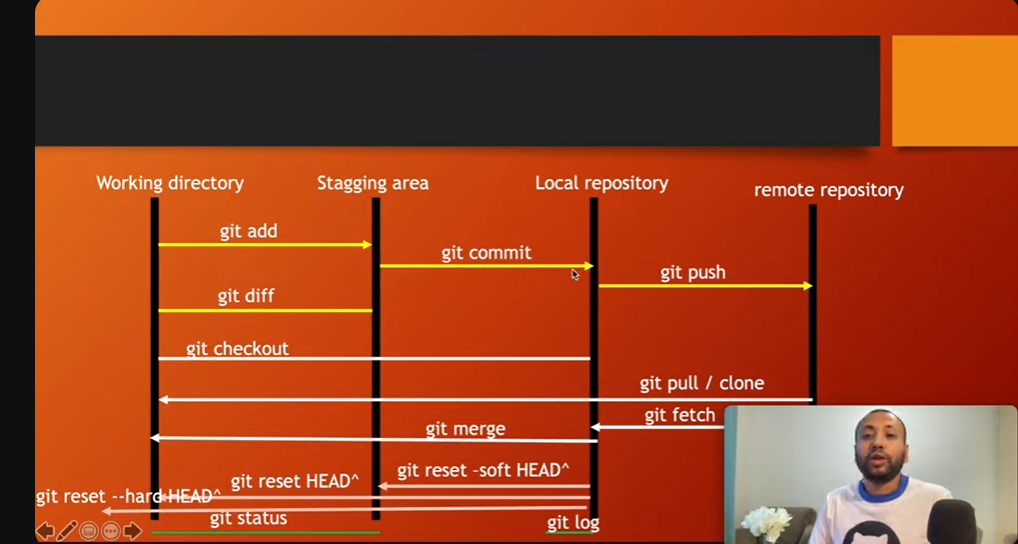 Working directory
Stagging area
Local repository
remote repository
git add
git commit
git push
git diff
git checkout
git pull / clone
git fetch
git merge
git reset -soft HEAD^
git reset HEAD^
git reset --hard HEAD^
git status
git log